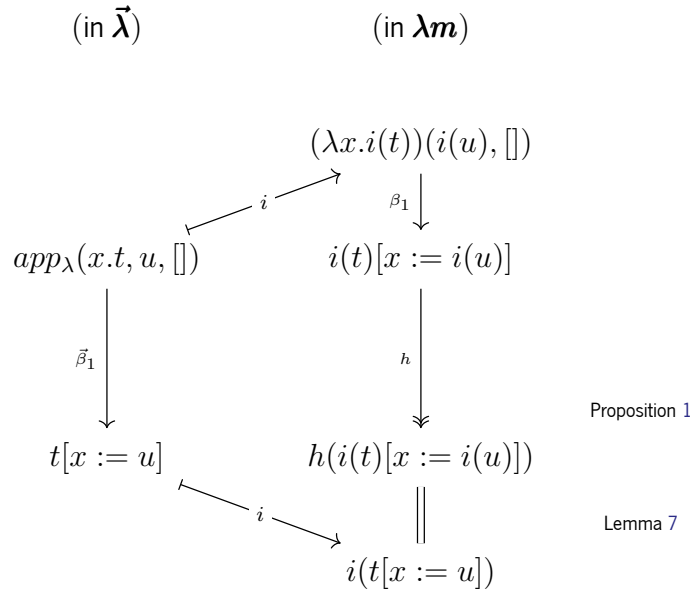 (in λ⃗) (in λm)
(λx.i(t))(i(u), [])
i
β₁
app_λ(x.t, u, []) i(t)[x := i(u)]
β⃗₁ h
Proposition 1
t[x := u] h(i(t)[x := i(u)])
i
Lemma 7
i(t[x := u])